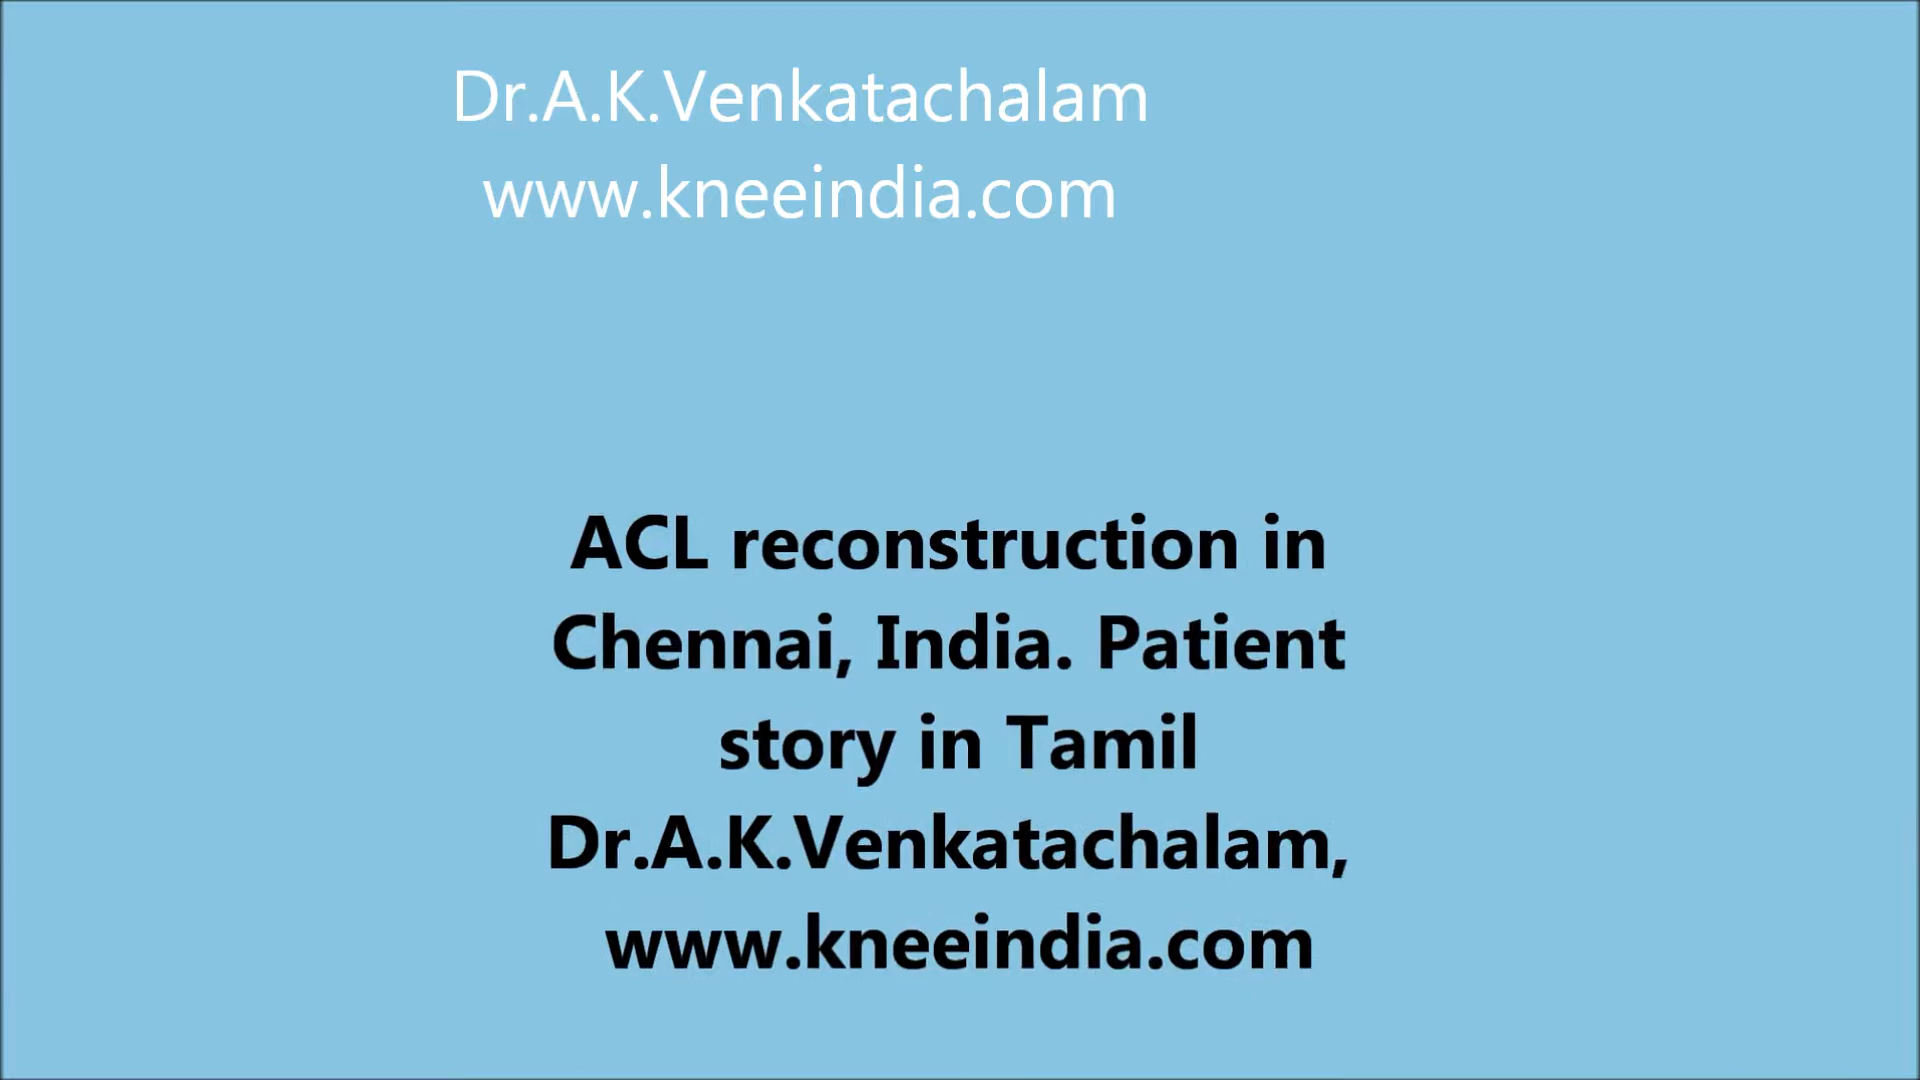 Dr.A.K.Venkatachalam
www.kneeindia.com
ACL reconstruction in
Chennai, India. Patient
story in Tamil
Dr.A.K.Venkatachalam,
www.kneeindia.com